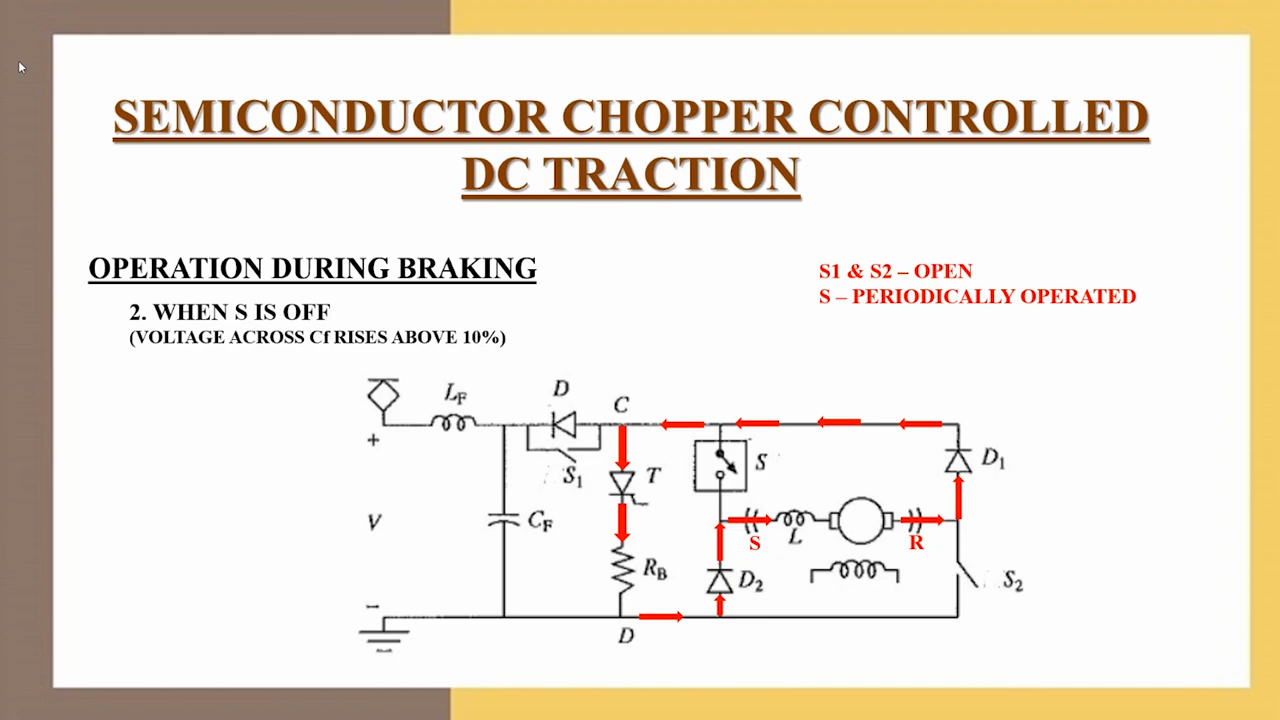 SEMICONDUCTOR CHOPPER CONTROLLED
DC TRACTION
OPERATION DURING BRAKING
S1 & S2 – OPEN
S – PERIODICALLY OPERATED
2. WHEN S IS OFF
(VOLTAGE ACROSS Cf RISES ABOVE 10%)
LF
D
C
+
S1
T
S
D1
V
CF
S
L
R
RB
D2
S2
–
D